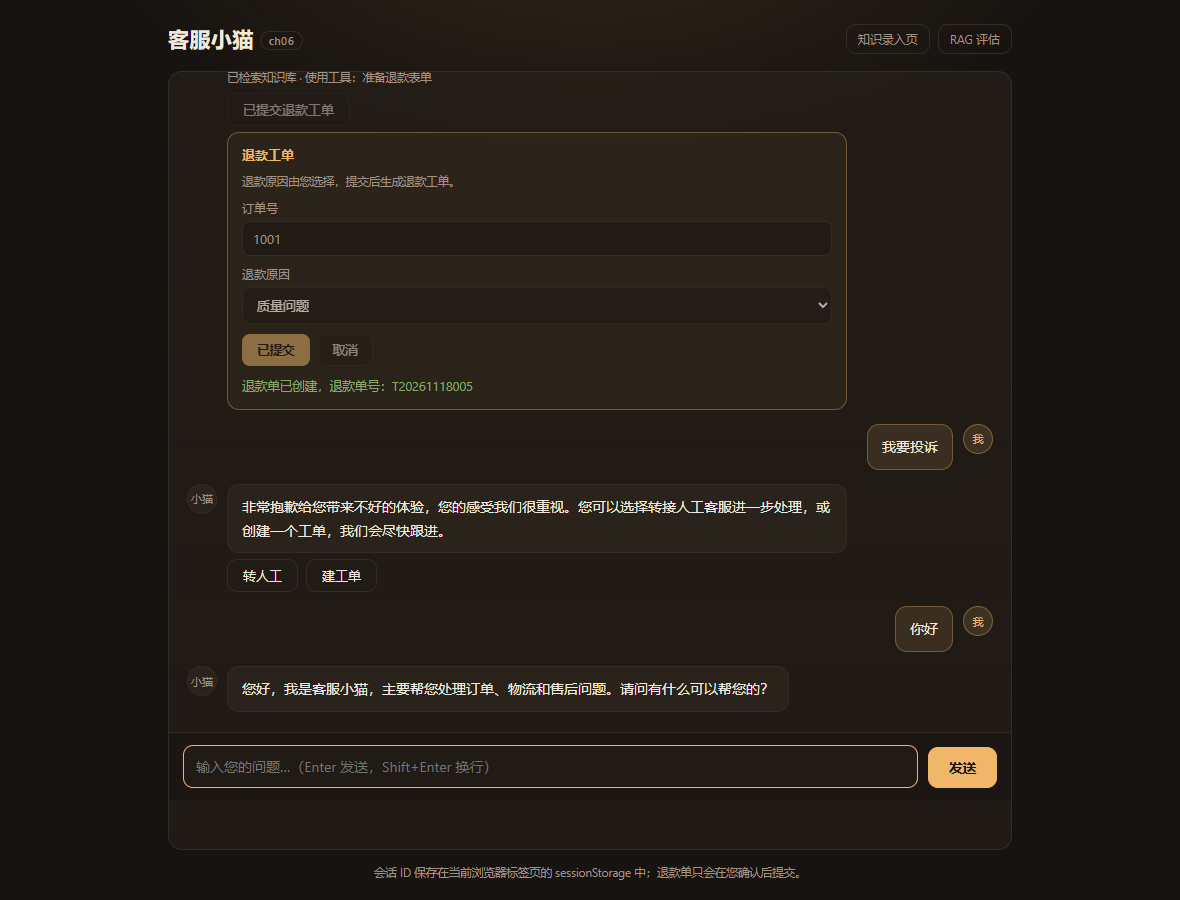 客服小猫 ch06
知识录入页 RAG 评估
已检索知识库 · 使用工具：准备退款表单
已提交退款工单
退款工单
退款原因由您选择，提交后生成退款工单。
订单号
1001
退款原因
质量问题
已提交 取消
退款单已创建，退款单号：T20261118005
我要投诉 我
小猫
非常抱歉给您带来不好的体验，您的感受我们很重视。您可以选择转接人工客服进一步处理，或
创建一个工单，我们会尽快跟进。
转人工 建工单
你好 我
小猫
您好，我是客服小猫，主要帮您处理订单、物流和售后问题。请问有什么可以帮您的？
输入您的问题...（Enter 发送，Shift+Enter 换行）
发送
会话 ID 保存在当前浏览器标签页的 sessionStorage 中；退款单只会在您确认后提交。